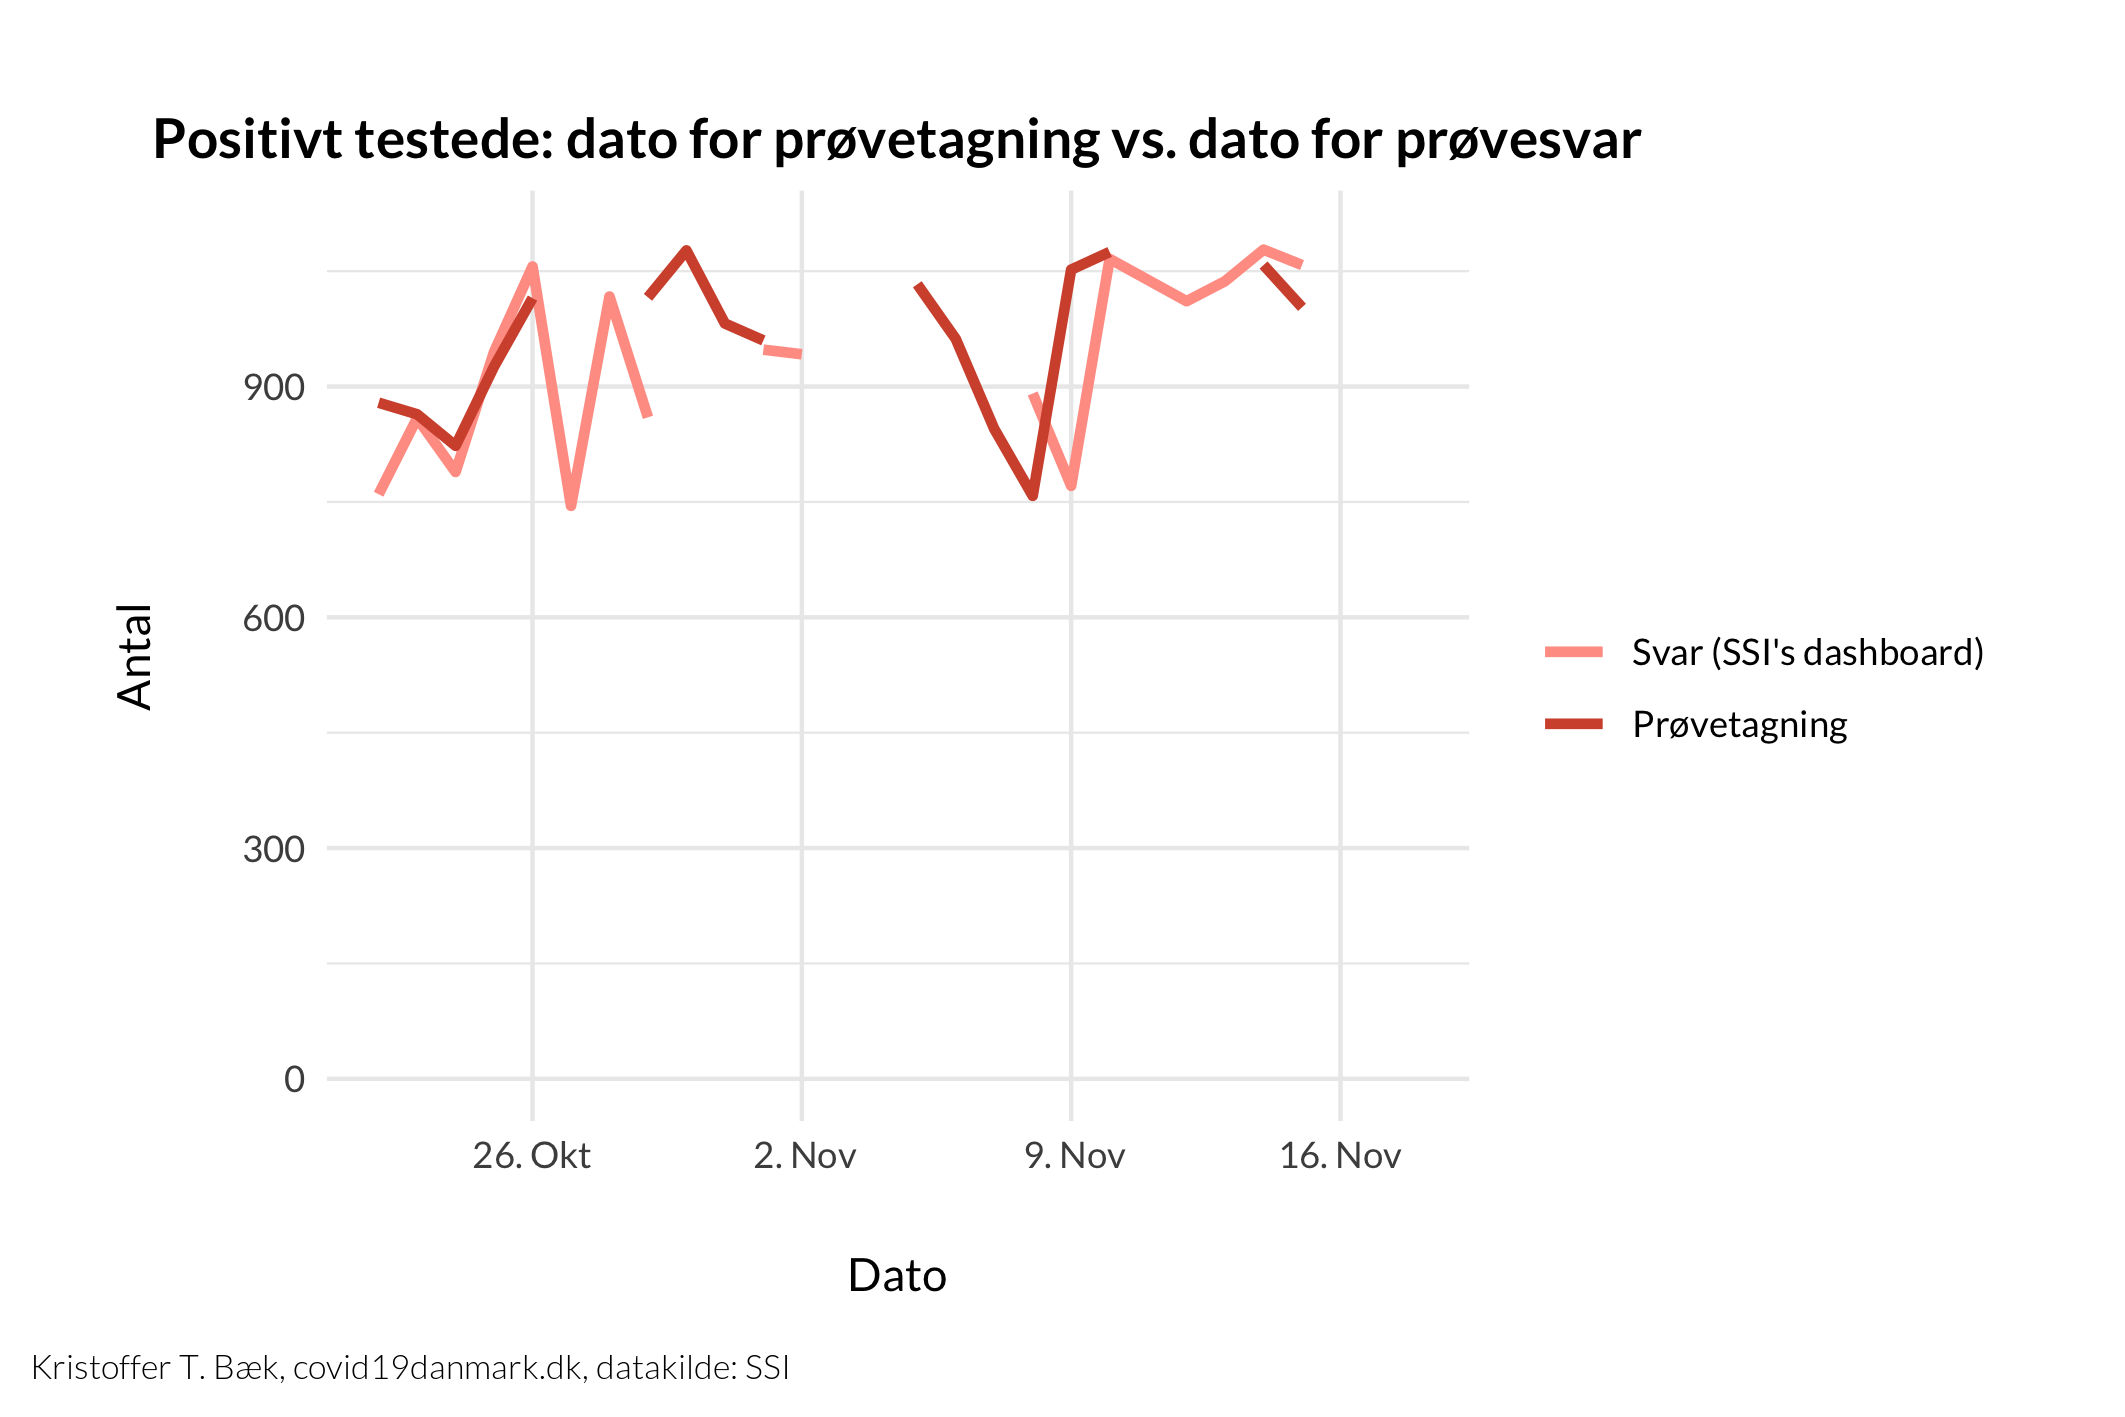 Positivt testede: dato for prøvetagning vs. dato for prøvesvar
Antal
900
600
300
0
26. Okt
2. Nov
9. Nov
16. Nov
Dato
Svar (SSI's dashboard)
Prøvetagning
Kristoffer T. Bæk, covid19danmark.dk, datakilde: SSI